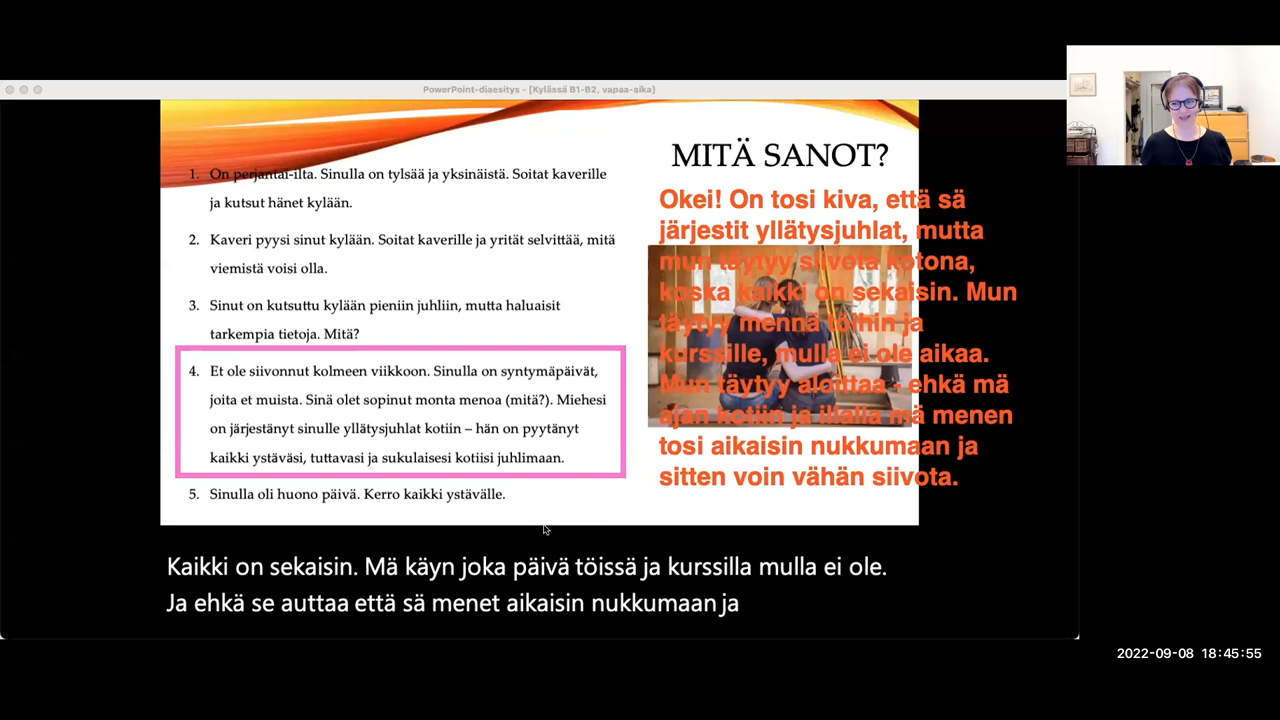 PowerPoint-diaesitys - [Kylässä B1-B2, vapaa-aika]
1. On perjantai-ilta. Sinulla on tylsää ja yksinäistä. Soitat kaverille
ja kutsut hänet kylään.
2. Kaveri pyysi sinut kylään. Soitat kaverille ja yrität selvittää, mitä
viemistä voisi olla.
3. Sinut on kutsuttu kylään pieniin juhliin, mutta haluaisit
tarkempia tietoja. Mitä?
4. Et ole siivonnut kolmeen viikkoon. Sinulla on syntymäpäivät,
joita et muista. Sinä olet sopinut monta menoa (mitä?). Miehesi
on järjestänyt sinulle yllätysjuhlat kotiin – hän on pyytänyt
kaikki ystäväsi, tuttavasi ja sukulaisesi kotiisi juhlimaan.
5. Sinulla oli huono päivä. Kerro kaikki ystävälle.
MITÄ SANOT?
Okei! On tosi kiva, että sä
järjestit yllätysjuhlat, mutta
mun täytyy siivota kotona,
koska kaikki on sekaisin. Mun
täytyy mennä töihin ja
kurssille, mulla ei ole aikaa.
Mun täytyy aloittaa - ehkä mä
ajan kotiin ja illalla mä menen
tosi aikaisin nukkumaan ja
sitten voin vähän siivota.
Kaikki on sekaisin. Mä käyn joka päivä töissä ja kurssilla mulla ei ole.
Ja ehkä se auttaa että sä menet aikaisin nukkumaan ja
2022-09-08 18:45:55